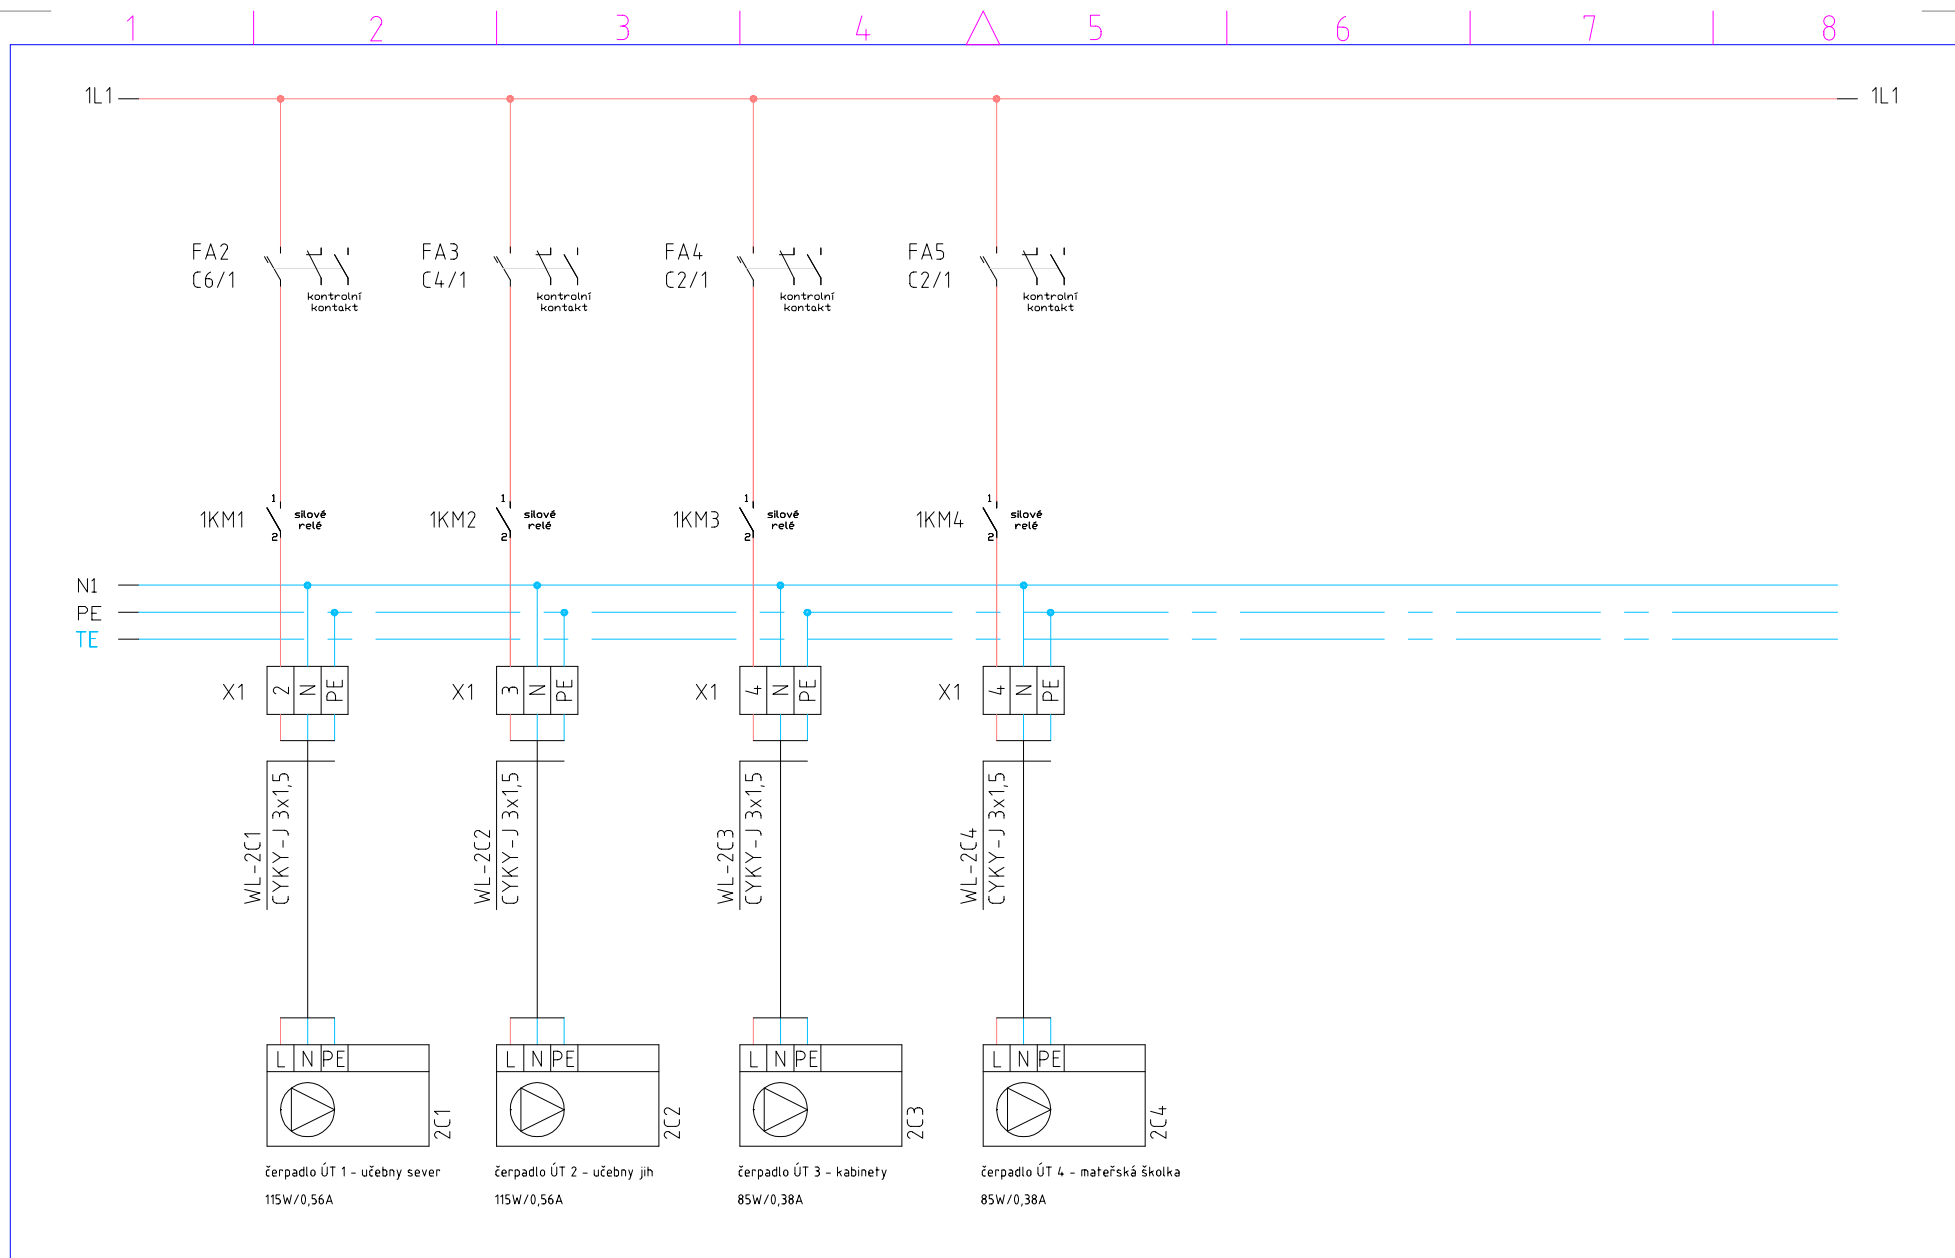 1 2 3 4 5 6 7 8
1L1 1L1
FA2 FA3 FA4 FA5
C6/1 C4/1 C2/1 C2/1
kontrolní kontrolní kontrolní kontrolní
kontakt kontakt kontakt kontakt
1 1 1 1
1KM1 silové 1KM2 silové 1KM3 silové 1KM4 silové
relé relé relé relé
2 2 2 2
N1
PE
TE
X1 2 N PE X1 3 N PE X1 4 N PE X1 4 N PE
WL-2C1
CYKY-J 3x1,5
WL-2C2
CYKY-J 3x1,5
WL-2C3
CYKY-J 3x1,5
WL-2C4
CYKY-J 3x1,5
L N PE L N PE L N PE L N PE
2C1 2C2 2C3 2C4
čerpadlo ÚT 1 - učebny sever
115W/0,56A
čerpadlo ÚT 2 - učebny jih
115W/0,56A
čerpadlo ÚT 3 - kabinety
85W/0,38A
čerpadlo ÚT 4 - mateřská školka
85W/0,38A